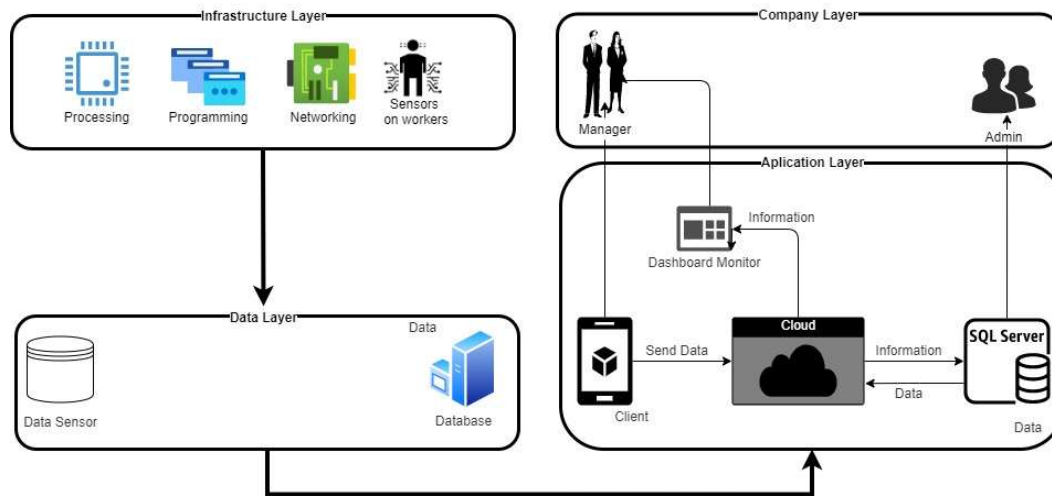 Infrastructure Layer
Processing
Programming
Networking
Sensors
on workers
Company Layer
Manager
Admin
Aplication Layer
Information
Dashboard Monitor
Cloud
SQL Server
Send Data
Information
Data
Client
Data
Data Layer
Data
Data Sensor
Database